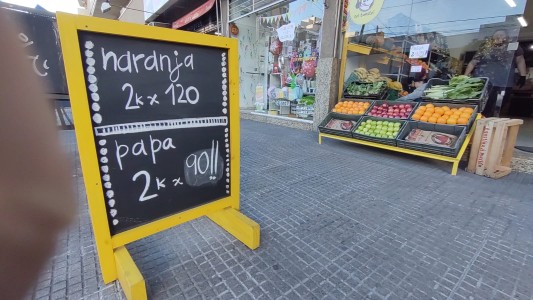 naranja
2k x 120
papa
2k x 90!!